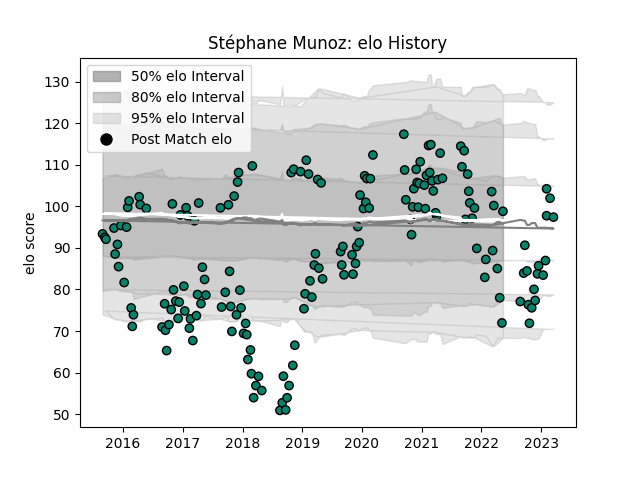 Stéphane Munoz: elo History
50% elo Interval
80% elo Interval
95% elo Interval
Post Match elo
elo score
130
120
110
100
90
80
70
60
50
2016
2017
2018
2019
2020
2021
2022
2023